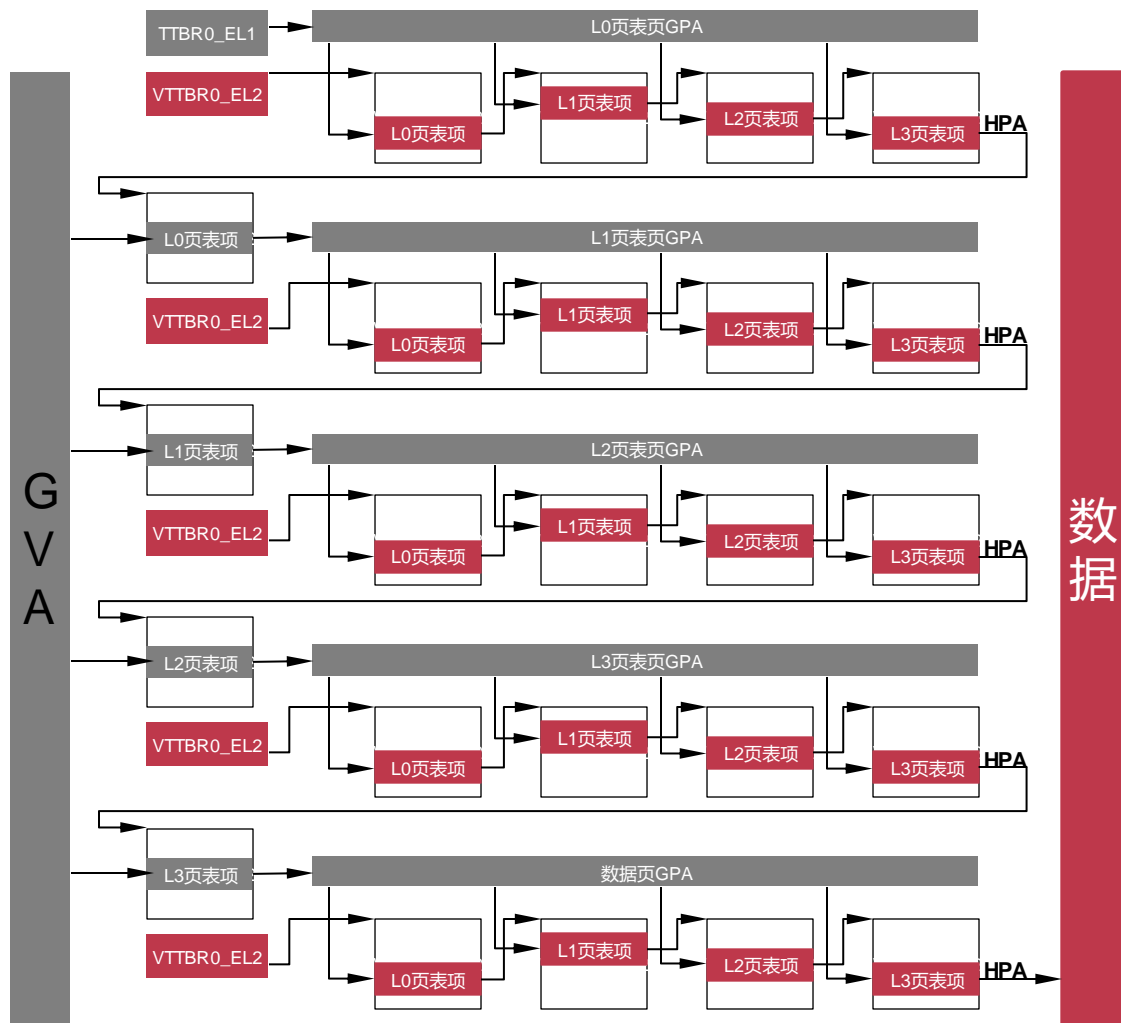 TTBR0_EL1
L0页表页GPA
VTTBR0_EL2
L0页表项
L1页表项
L2页表项
L3页表项
HPA
L0页表项
L1页表页GPA
VTTBR0_EL2
L0页表项
L1页表项
L2页表项
L3页表项
HPA
L1页表项
L2页表页GPA
VTTBR0_EL2
L0页表项
L1页表项
L2页表项
L3页表项
HPA
L2页表项
L3页表页GPA
VTTBR0_EL2
L0页表项
L1页表项
L2页表项
L3页表项
HPA
L3页表项
数据页GPA
VTTBR0_EL2
L0页表项
L1页表项
L2页表项
L3页表项
HPA
G
V
A
数
据